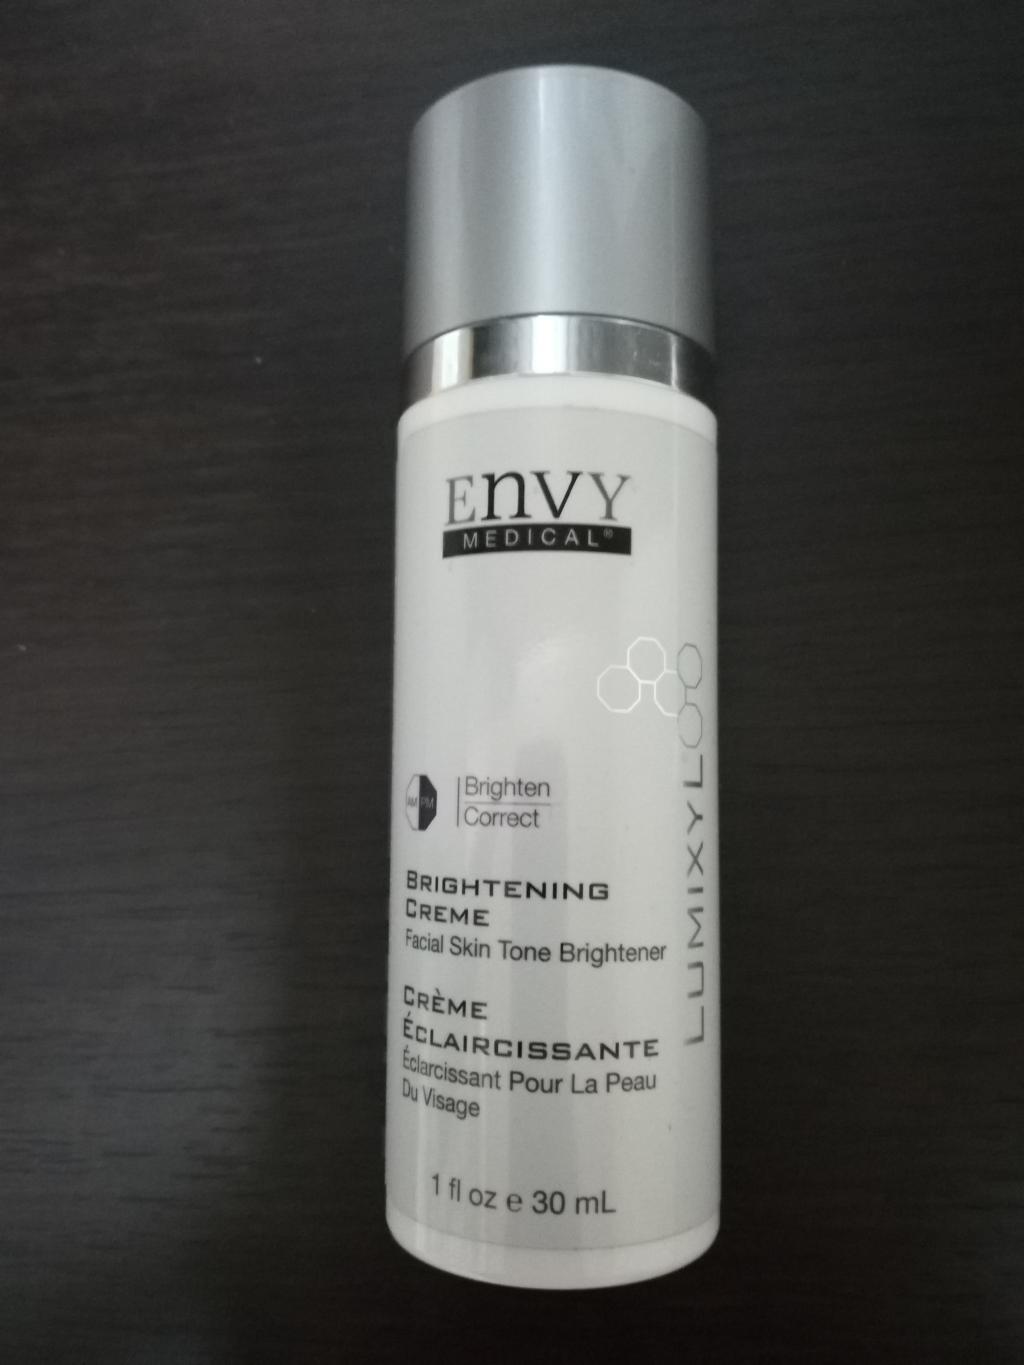 ENVY
MEDICAL®
AM PM
Brighten
Correct
BRIGHTENING
CREME
Facial Skin Tone Brightener
CRÈME
ÉCLAIRCISSANTE
Éclarcissant Pour La Peau
Du Visage
1 fl oz e 30 mL
LUMIXYL